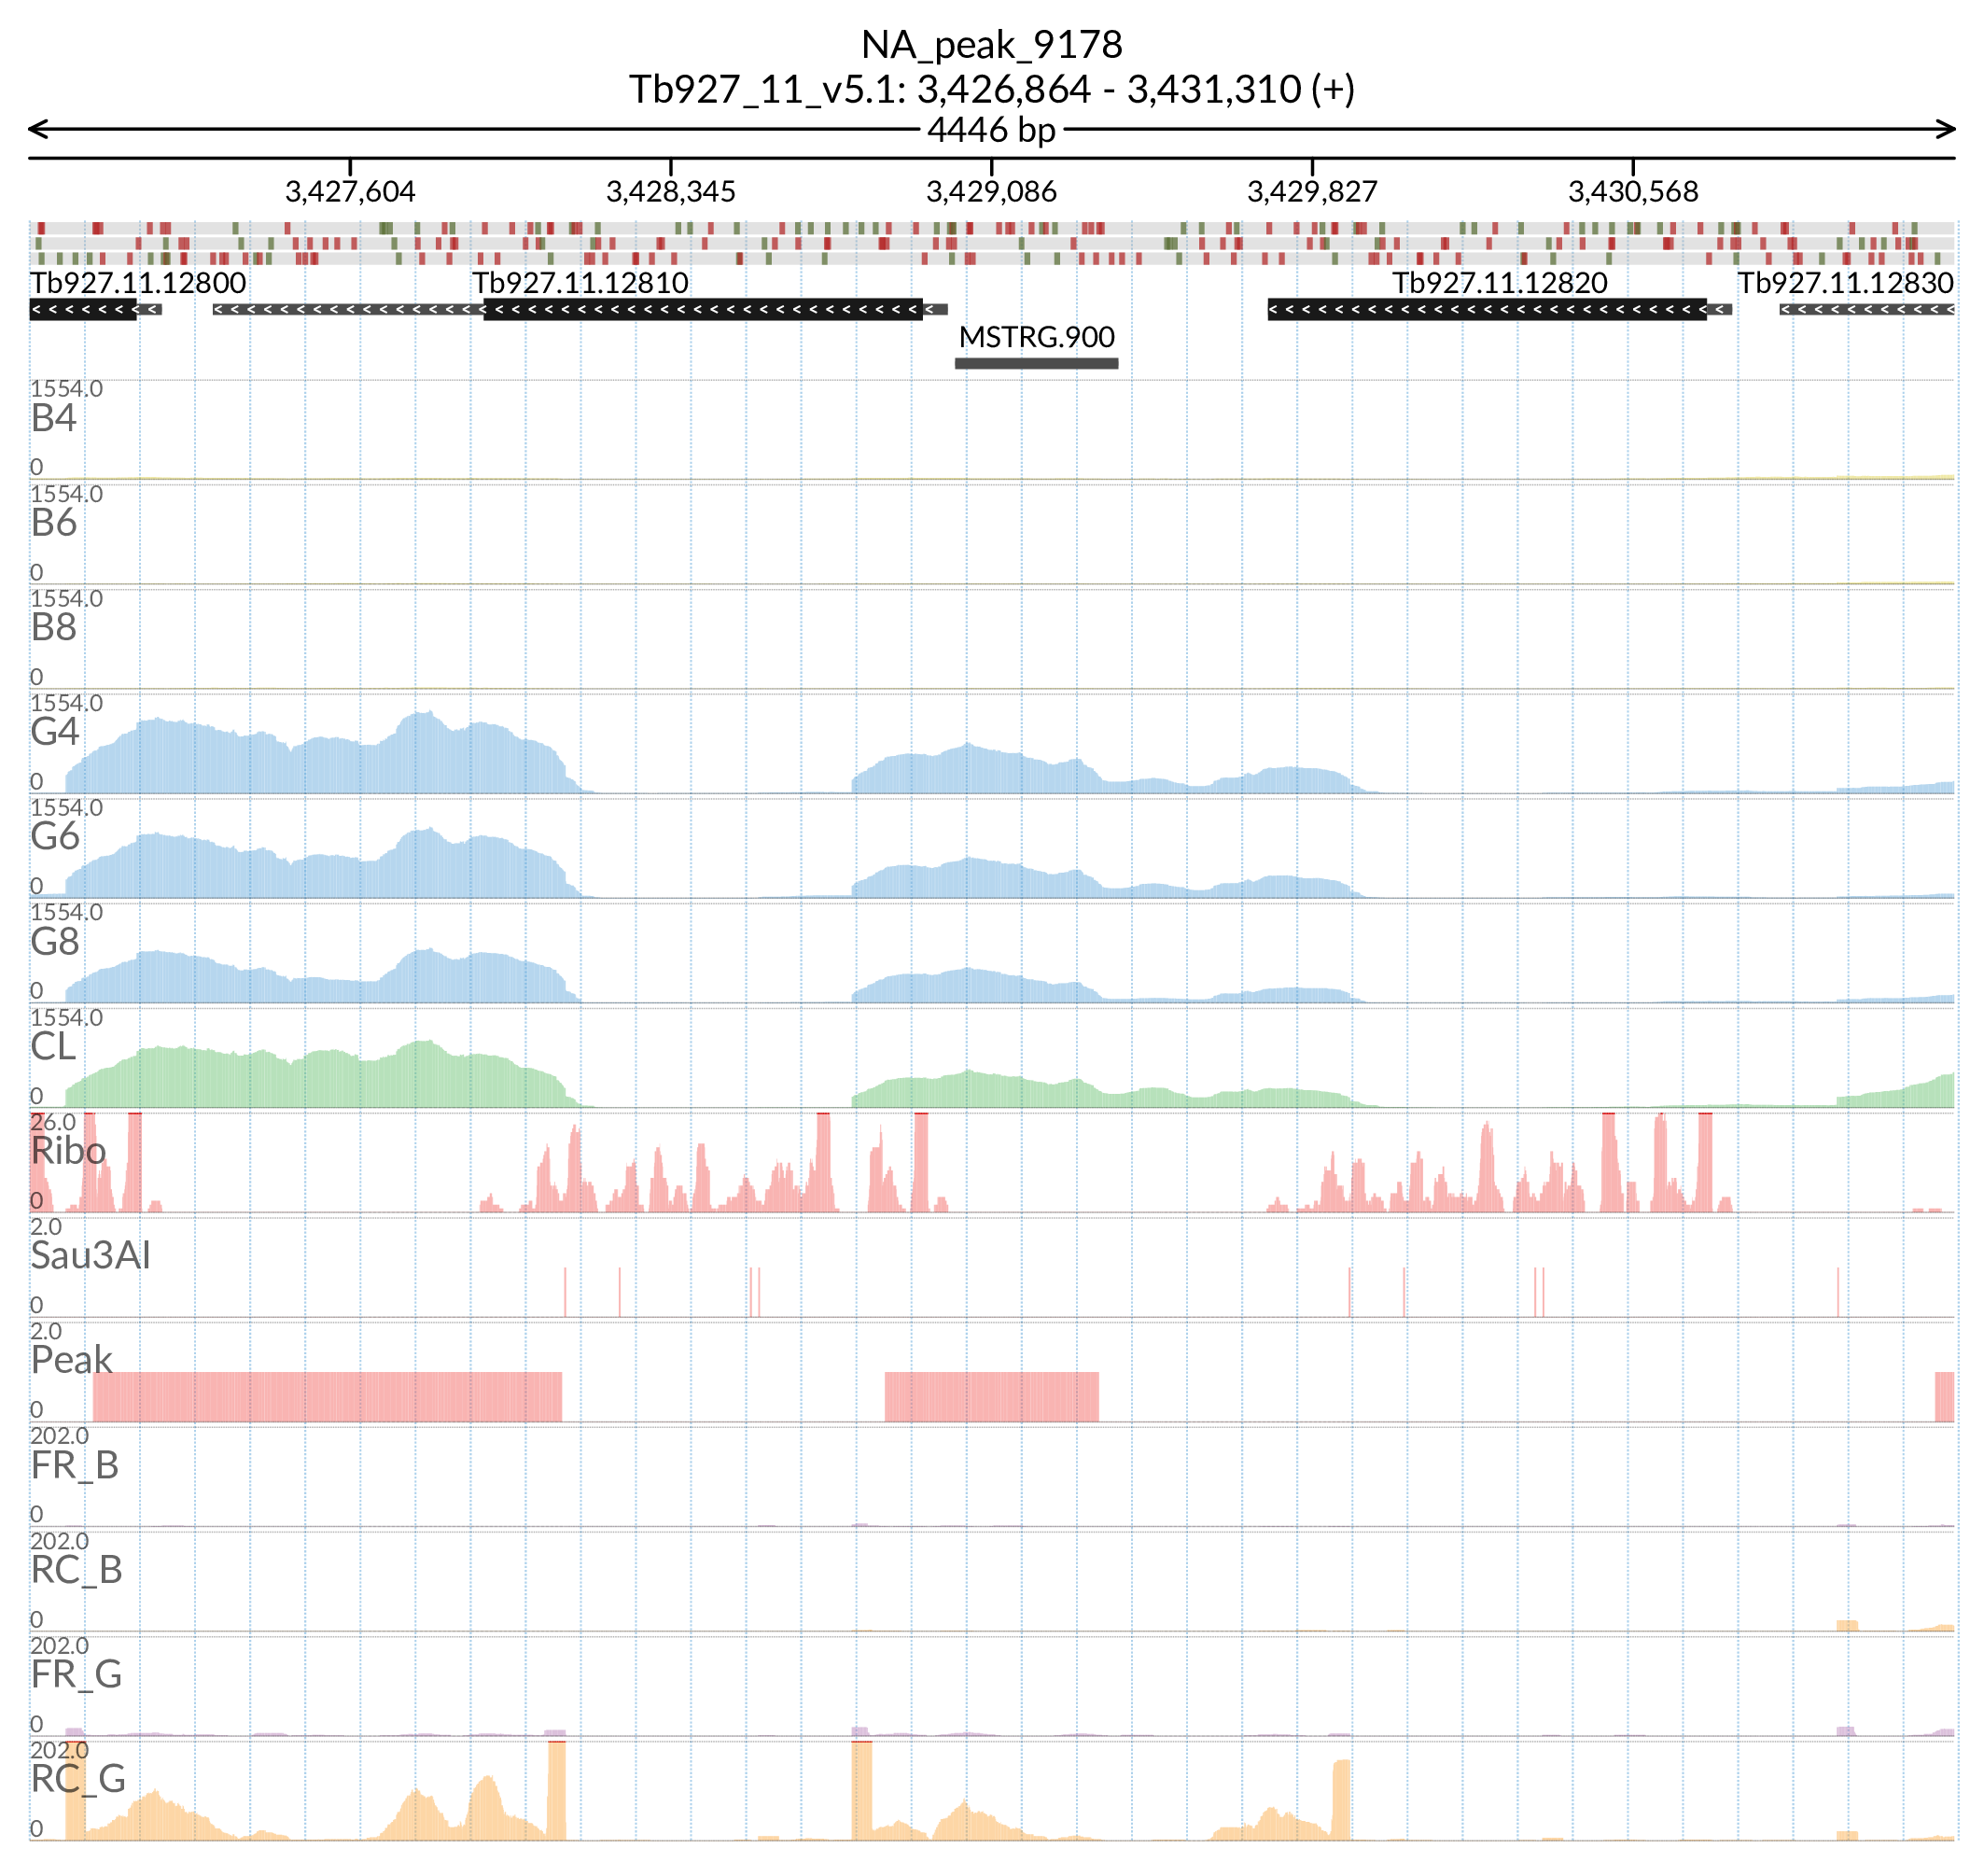 NA_peak_9178
Tb927_11_v5.1: 3,426,864 - 3,431,310 (+)
4446 bp
3,427,604 3,428,345 3,429,086 3,429,827 3,430,568
Tb927.11.12800 Tb927.11.12810 Tb927.11.12820 Tb927.11.12830
MSTRG.900
1554.0
B4
0
1554.0
B6
0
1554.0
B8
0
1554.0
G4
0
1554.0
G6
0
1554.0
G8
0
1554.0
CL
0
26.0
Ribo
0
2.0
Sau3AI
0
2.0
Peak
0
202.0
FR_B
0
202.0
RC_B
0
202.0
FR_G
0
202.0
RC_G
0